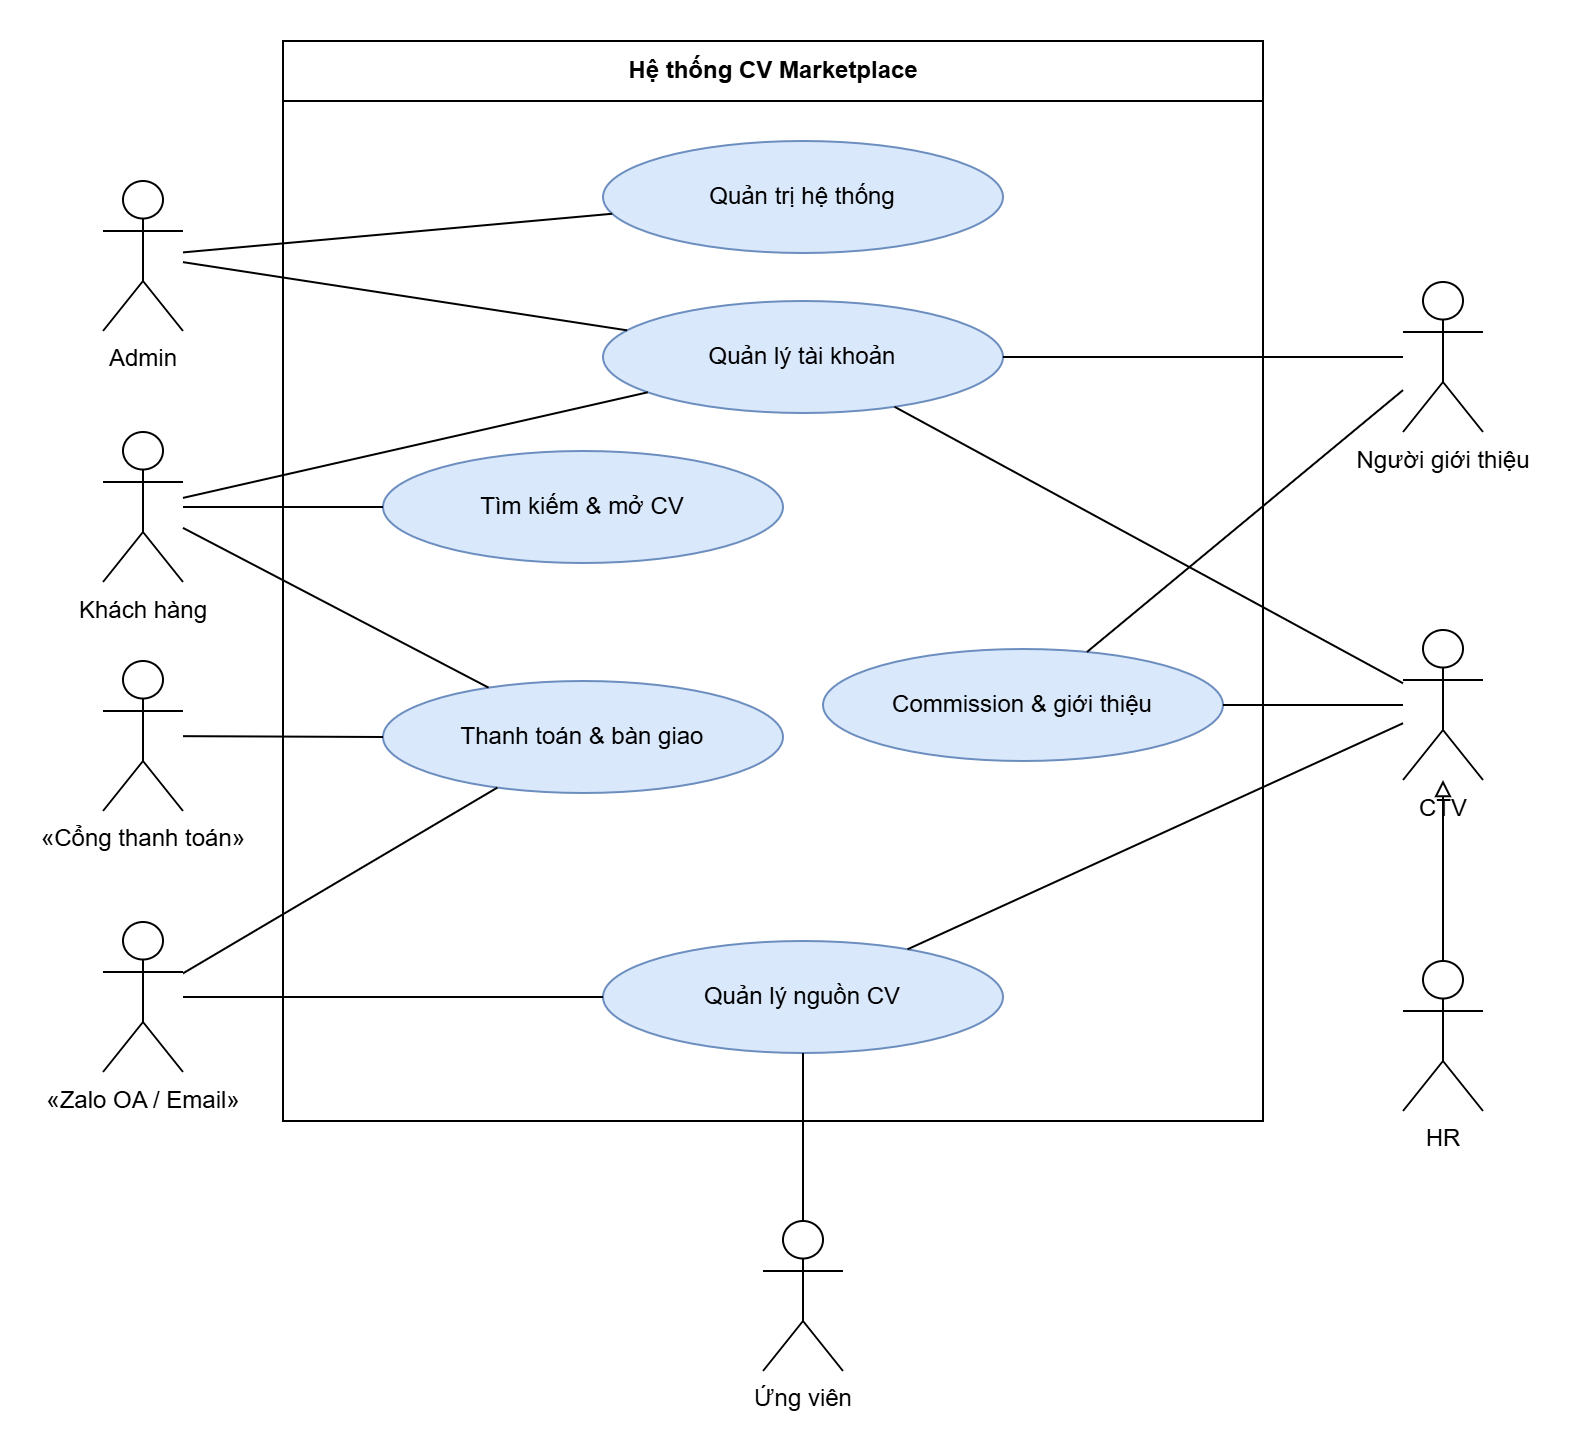 Hệ thống CV Marketplace
Quản trị hệ thống
Admin
Quản lý tài khoản
Người giới thiệu
Khách hàng
Tìm kiếm & mở CV
Commission & giới thiệu
Thanh toán & bàn giao
CTV
«Cổng thanh toán»
Quản lý nguồn CV
«Zalo OA / Email»
HR
Ứng viên